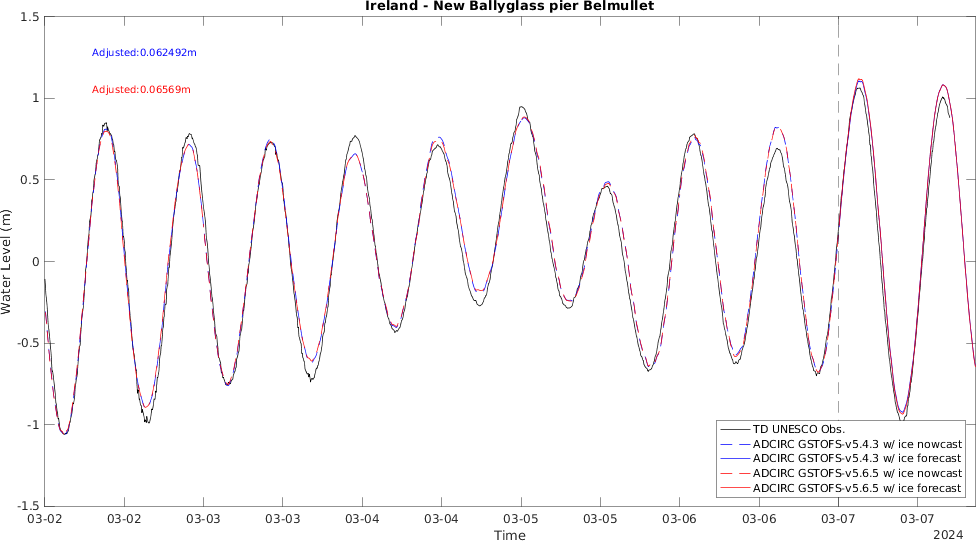 Ireland - New Ballyglass pier Belmullet
1.5
Adjusted:0.062492m
Adjusted:0.06569m
1
0.5
0
-0.5
-1
-1.5
Water Level (m)
TD UNESCO Obs.
ADCIRC GSTOFS-v5.4.3 w/ ice nowcast
ADCIRC GSTOFS-v5.4.3 w/ ice forecast
ADCIRC GSTOFS-v5.6.5 w/ ice nowcast
ADCIRC GSTOFS-v5.6.5 w/ ice forecast
03-02 03-02 03-03 03-03 03-04 03-04 03-05 03-05 03-06 03-06 03-07 03-07
Time
2024